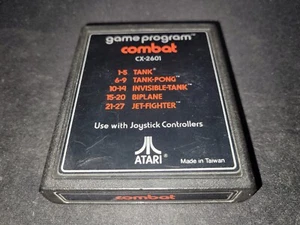 game program™
combat
CX-2601
1-5 TANK™
6-9 TANK-PONG™
10-14 INVISIBLE-TANK™
15-20 BIPLANE
21-27 JET-FIGHTER™
Use with Joystick Controllers
ATARI®
Made in Taiwan
combat